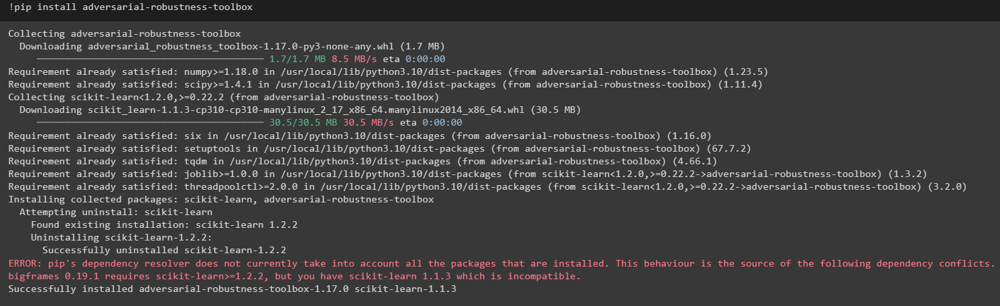 !pip install adversarial-robustness-toolbox
Collecting adversarial-robustness-toolbox
Downloading adversarial_robustness_toolbox-1.17.0-py3-none-any.whl (1.7 MB)
1.7/1.7 MB 8.5 MB/s eta 0:00:00
Requirement already satisfied: numpy>=1.18.0 in /usr/local/lib/python3.10/dist-packages (from adversarial-robustness-toolbox) (1.23.5)
Requirement already satisfied: scipy>=1.4.1 in /usr/local/lib/python3.10/dist-packages (from adversarial-robustness-toolbox) (1.11.4)
Collecting scikit-learn<1.2.0,>=0.22.2 (from adversarial-robustness-toolbox)
Downloading scikit_learn-1.1.3-cp310-cp310-manylinux_2_17_x86_64.manylinux2014_x86_64.whl (30.5 MB)
30.5/30.5 MB 30.5 MB/s eta 0:00:00
Requirement already satisfied: six in /usr/local/lib/python3.10/dist-packages (from adversarial-robustness-toolbox) (1.16.0)
Requirement already satisfied: setuptools in /usr/local/lib/python3.10/dist-packages (from adversarial-robustness-toolbox) (67.7.2)
Requirement already satisfied: tqdm in /usr/local/lib/python3.10/dist-packages (from adversarial-robustness-toolbox) (4.66.1)
Requirement already satisfied: joblib>=1.0.0 in /usr/local/lib/python3.10/dist-packages (from scikit-learn<1.2.0,>=0.22.2->adversarial-robustness-toolbox) (1.3.2)
Requirement already satisfied: threadpoolctl>=2.0.0 in /usr/local/lib/python3.10/dist-packages (from scikit-learn<1.2.0,>=0.22.2->adversarial-robustness-toolbox) (3.2.0)
Installing collected packages: scikit-learn, adversarial-robustness-toolbox
Attempting uninstall: scikit-learn
Found existing installation: scikit-learn 1.2.2
Uninstalling scikit-learn-1.2.2:
Successfully uninstalled scikit-learn-1.2.2
ERROR: pip's dependency resolver does not currently take into account all the packages that are installed. This behaviour is the source of the following dependency conflicts.
bigframes 0.19.1 requires scikit-learn>=1.2.2, but you have scikit-learn 1.1.3 which is incompatible.
Successfully installed adversarial-robustness-toolbox-1.17.0 scikit-learn-1.1.3